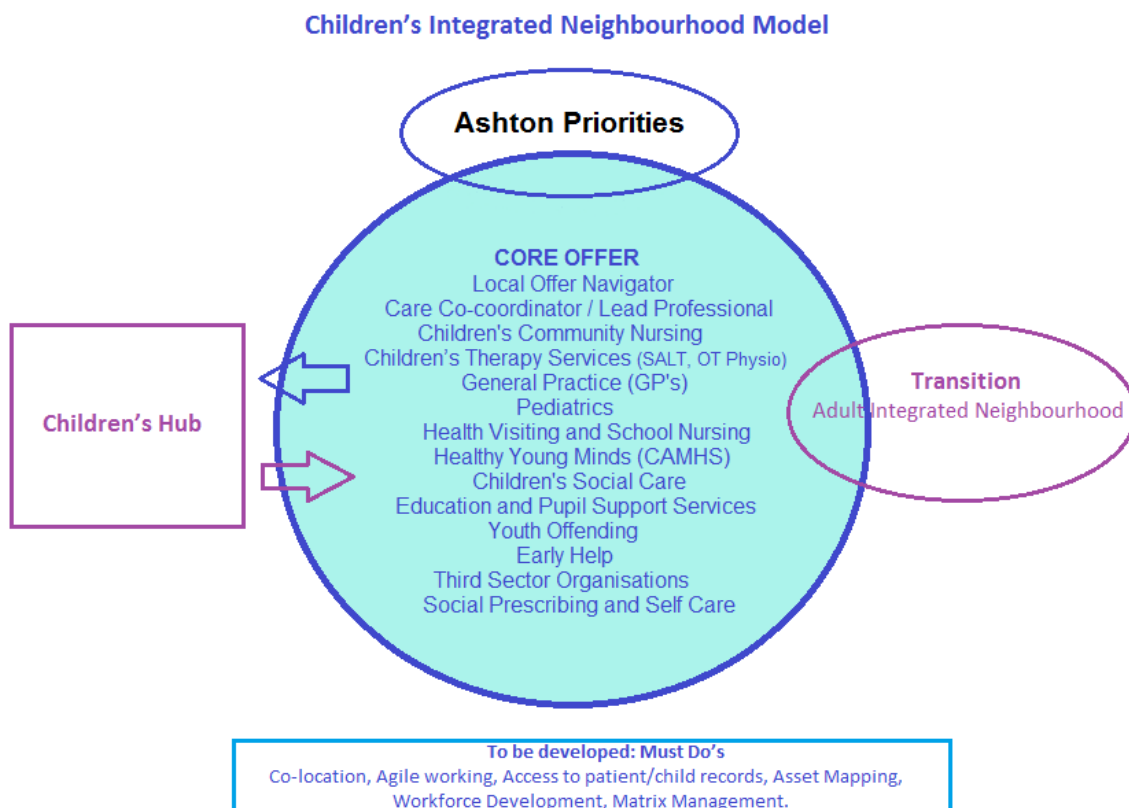 Children’s Integrated Neighbourhood Model
Ashton Priorities
CORE OFFER
Local Offer Navigator
Care Co-coordinator / Lead Professional
Children's Community Nursing
Children’s Therapy Services (SALT, OT Physio)
General Practice (GP's)
Pediatrics
Health Visiting and School Nursing
Healthy Young Minds (CAMHS)
Children's Social Care
Education and Pupil Support Services
Youth Offending
Early Help
Third Sector Organisations
Social Prescribing and Self Care
Children’s Hub
Transition
Adult Integrated Neighbourhood
To be developed: Must Do’s
Co-location, Agile working, Access to patient/child records, Asset Mapping,
Workforce Development, Matrix Management.